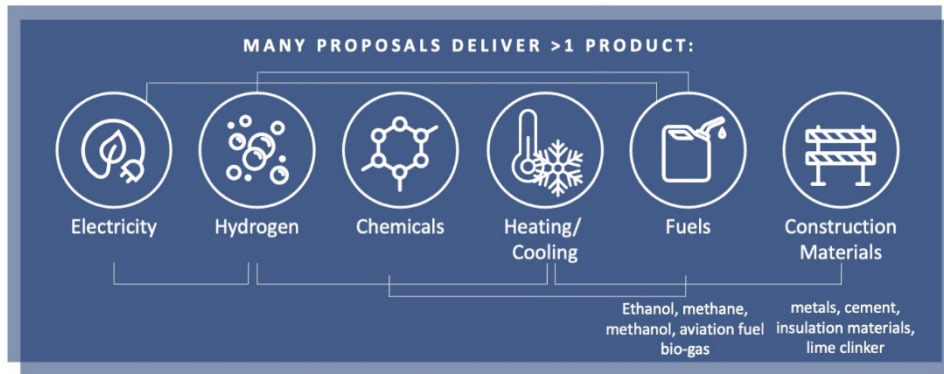 MANY PROPOSALS DELIVER >1 PRODUCT:
Electricity
Hydrogen
Chemicals
Heating/
Cooling
Fuels
Construction
Materials
Ethanol, methane,
methanol, aviation fuel
bio-gas
metals, cement,
insulation materials,
lime clinker